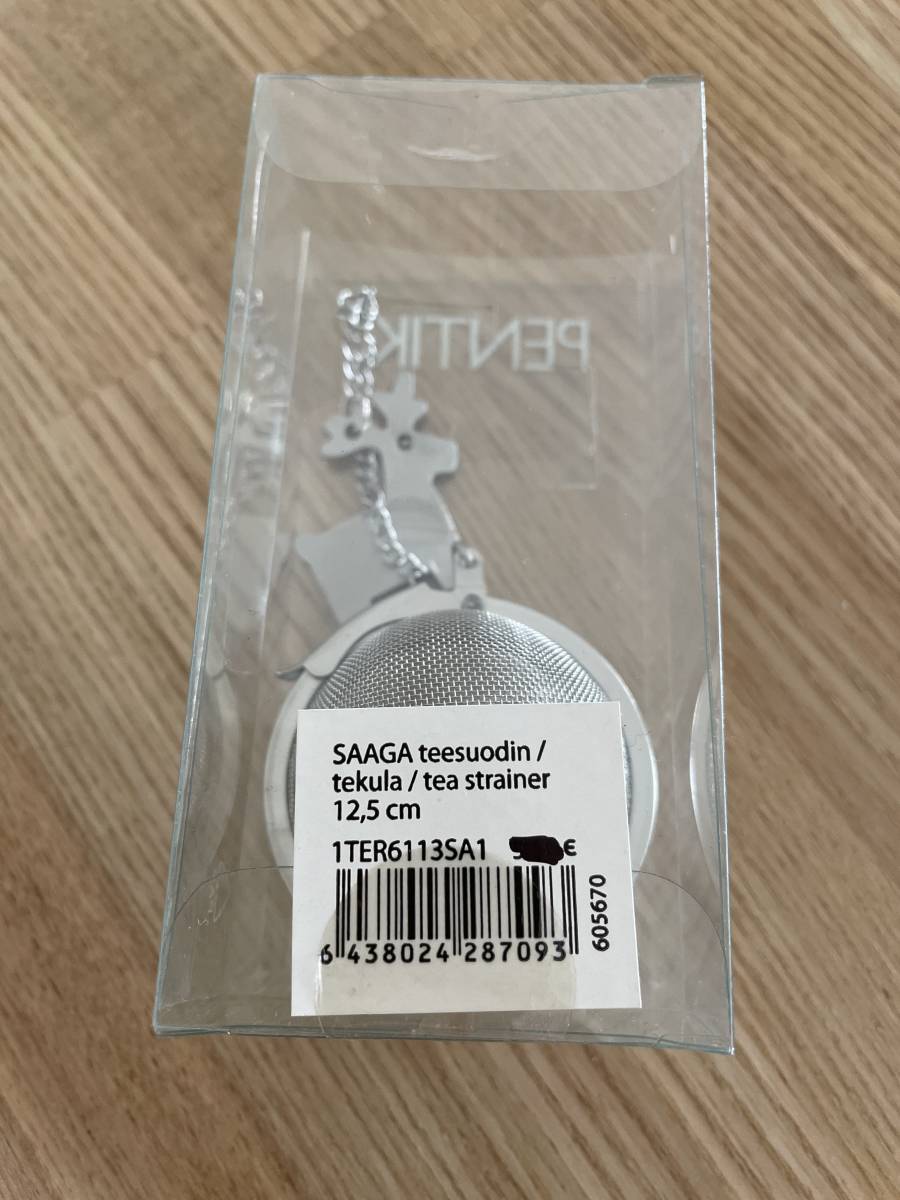 PENTIK
SAAGA teesuodin /
tekula / tea strainer
12,5 cm
1TER6113SA1 €
605670
6 438024 287093